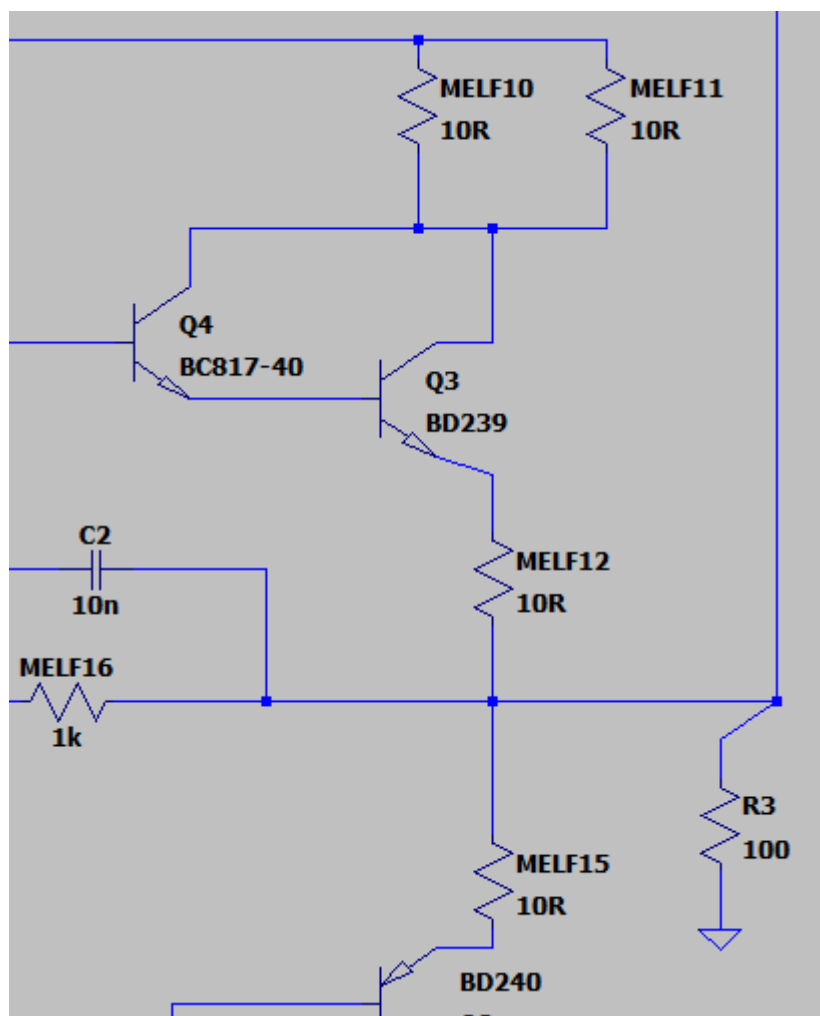 MELF10
10R
MELF11
10R
Q4
BC817-40
Q3
BD239
C2
10n
MELF12
10R
MELF16
1k
R3
100
MELF15
10R
BD240